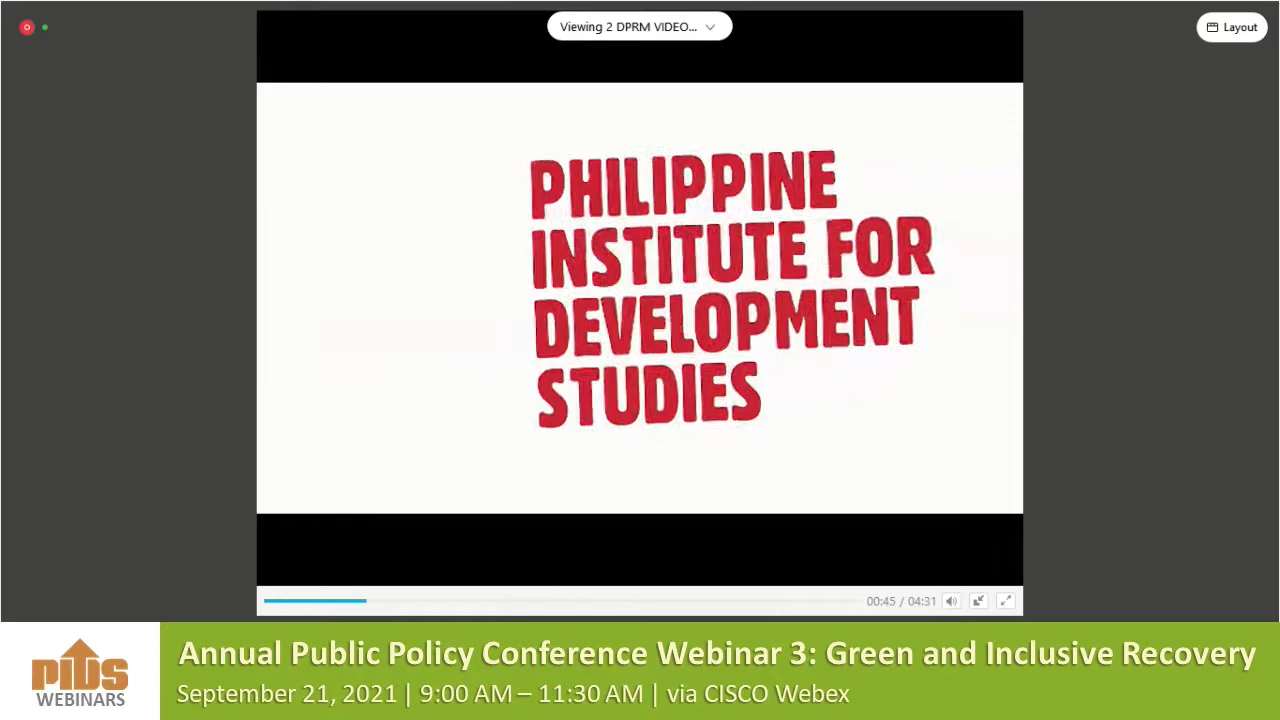 Viewing 2 DPRM VIDEO...
Layout
PHILIPPINE
INSTITUTE FOR
DEVELOPMENT
STUDIES
00:45 / 04:31
PIDS
WEBINARS
Annual Public Policy Conference Webinar 3: Green and Inclusive Recovery
September 21, 2021 | 9:00 AM – 11:30 AM | via CISCO Webex